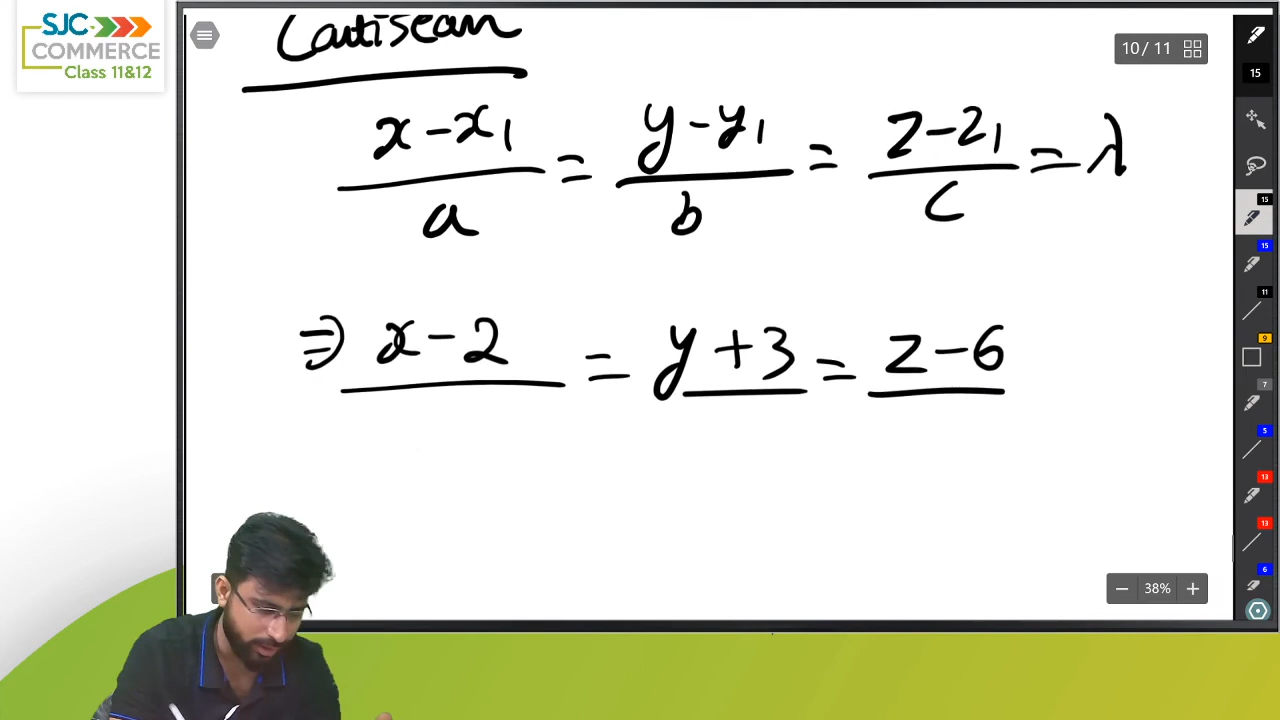 SJC
COMMERCE
Class 11&12
Cartisean
10 / 11
15
x - x₁ / a = y - y₁ / b = z - z₁ / c = λ
15
15
11
⇒ x - 2 = y + 3 = z - 6
9
7
5
13
13
6
38%